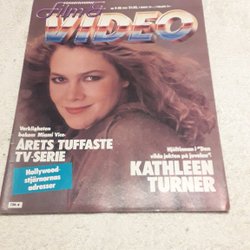 Film &
VIDEO
Verkligheten
bakom Miami Vice:
ÅRETS TUFFASTE
TV-SERIE
Hollywood-
stjärnornas
adresser
Hjältinnan i "Den
vilda jakten på juvelen"
KATHLEEN
TURNER